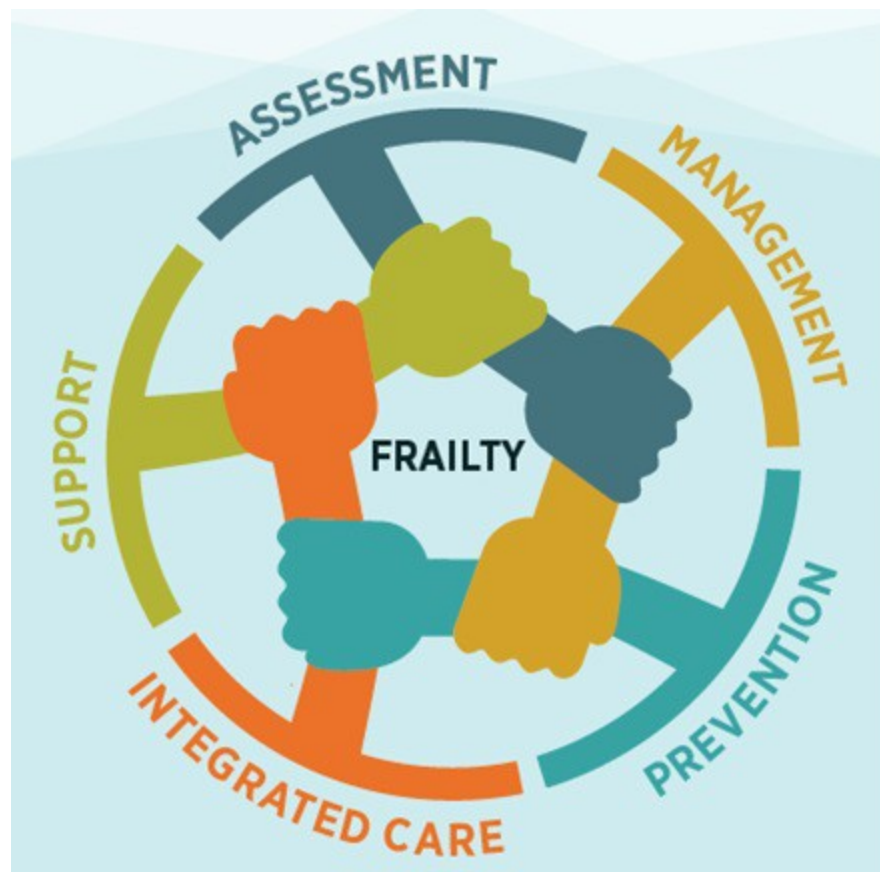 ASSESSMENT
MANAGEMENT
PREVENTION
INTEGRATED CARE
SUPPORT
FRAILTY